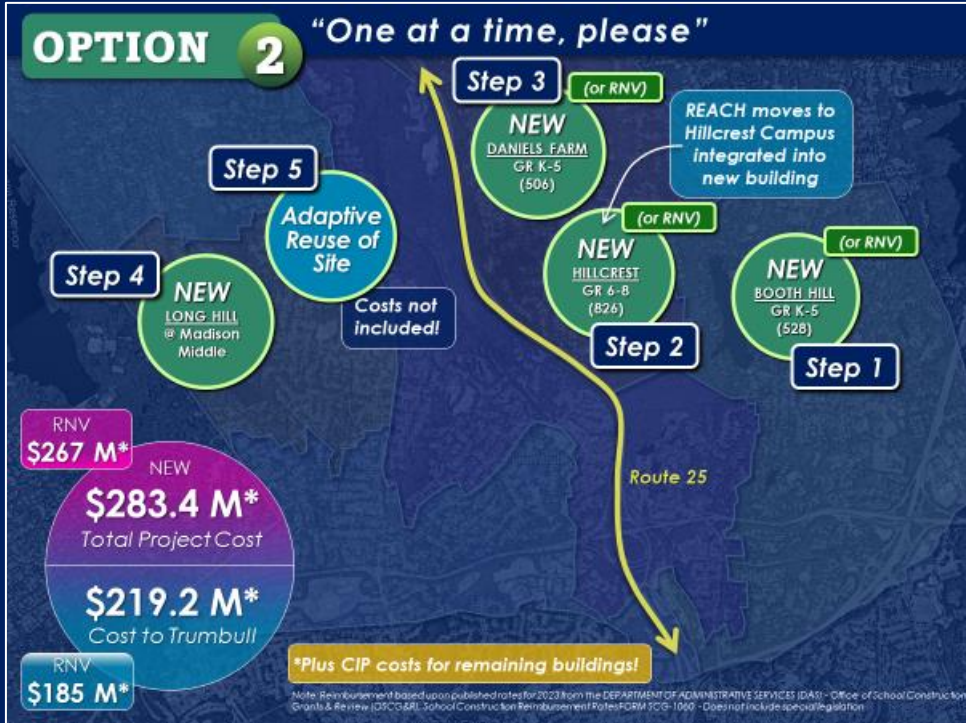 OPTION 2
"One at a time, please"
Step 3
(or RNV)
NEW
DANIELS FARM
GR K-5
(506)
REACH moves to
Hillcrest Campus
integrated into
new building
Step 5
Adaptive
Reuse of
Site
Costs not
included!
Step 4
NEW
LONG HILL
@ Madison
Middle
(or RNV)
NEW
HILLCREST
GR 6-8
(826)
Step 2
(or RNV)
NEW
BOOTH HILL
GR K-5
(528)
Step 1
Route 25
RNV
$267 M*
NEW
$283.4 M*
Total Project Cost
$219.2 M*
Cost to Trumbull
RNV
$185 M*
*Plus CIP costs for remaining buildings!
Note: Reimbursement based upon published rates for 2023 from the DEPARTMENT OF ADMINISTRATIVE SERVICES (DAS) - Office of School Construction
Grants & Review (OSCG&R), School Construction Reimbursement Rates FORM SCG-1060 - Does not include special legislation